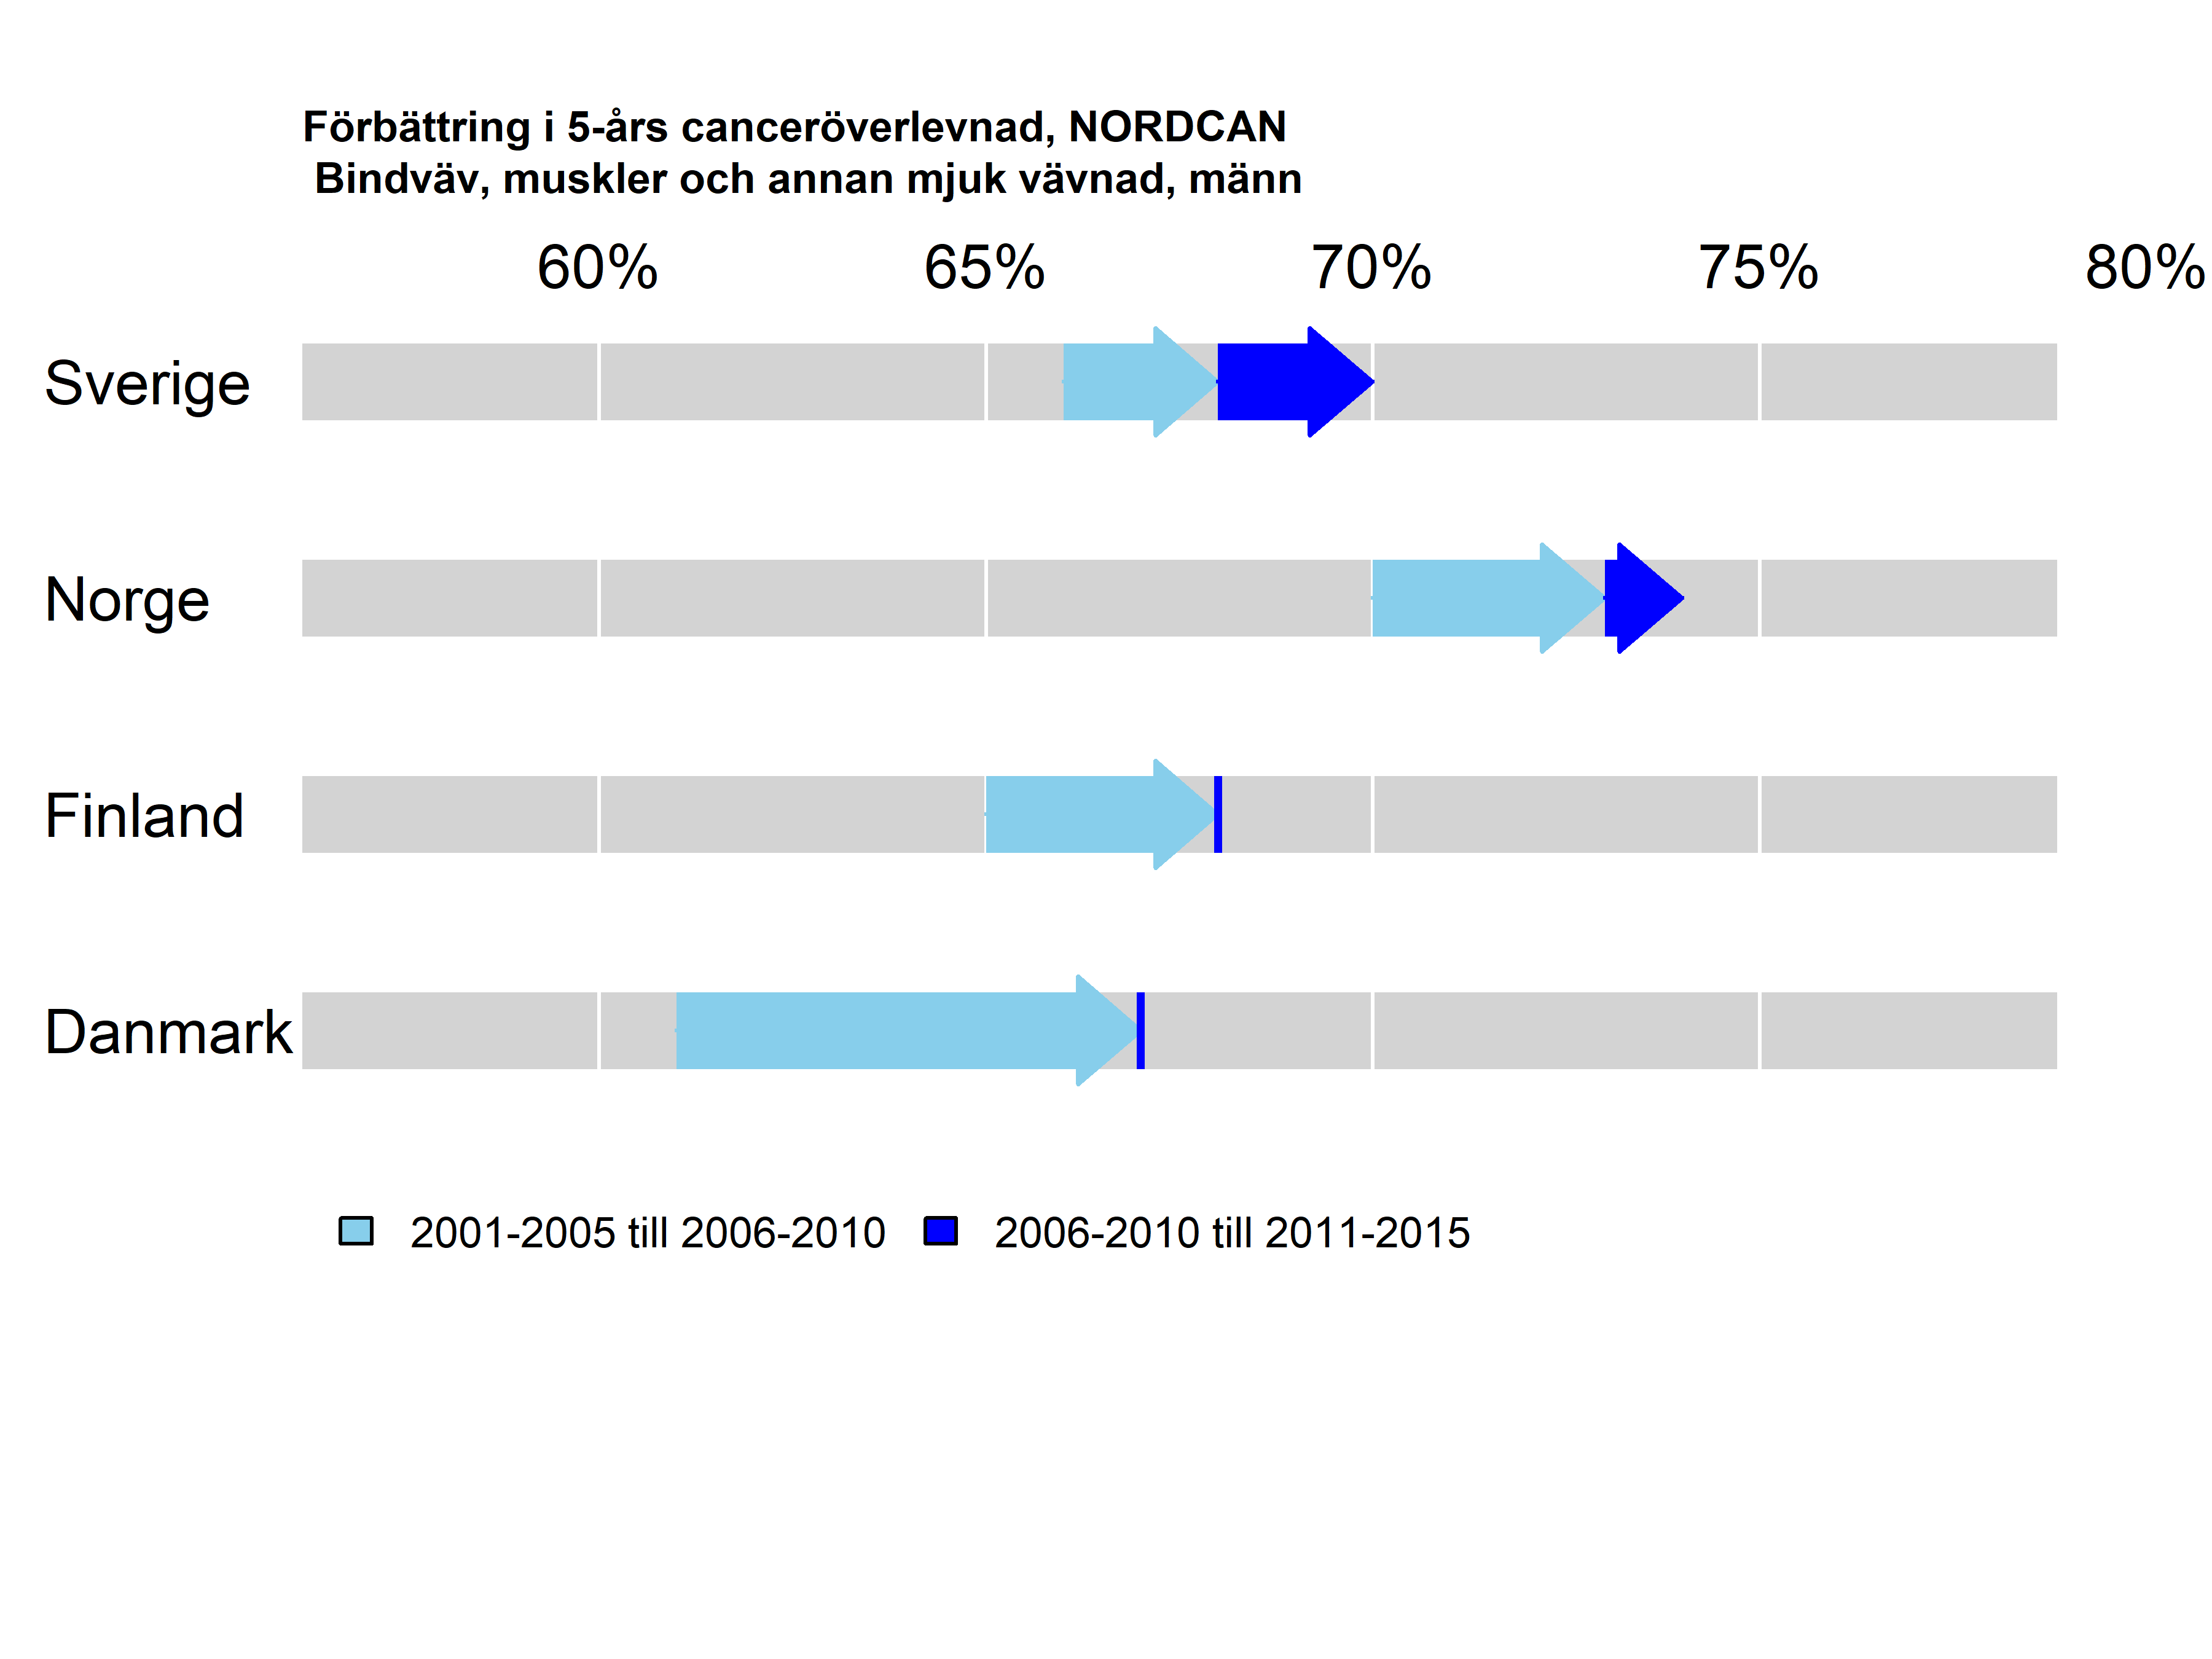 Förbättring i 5-års canceröverlevnad, NORDCAN
Bindväv, muskler och annan mjuk vävnad, männ
60% 65% 70% 75% 80%
Sverige
Norge
Finland
Danmark
2001-2005 till 2006-2010 2006-2010 till 2011-2015